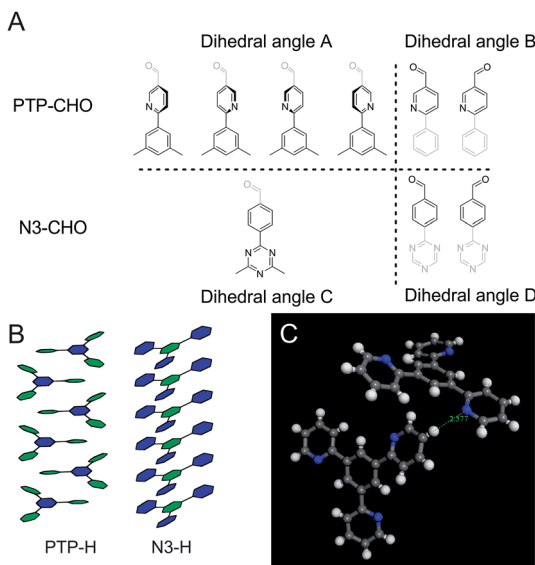 A
Dihedral angle A
Dihedral angle B
PTP-CHO
O
O
O
O
O
O
N
N
N
N
N
N
N3-CHO
O
O
O
N
N
N
N
N
N
N
N
N
Dihedral angle C
Dihedral angle D
B
C
2.577
PTP-H
N3-H